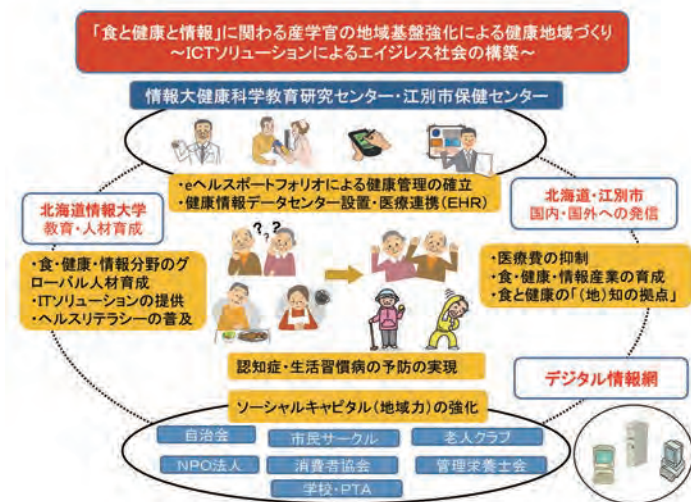 「食と健康と情報」に関わる産学官の地域基盤強化による健康地域づくり
～ICTソリューションによるエイジレス社会の構築～
情報大健康科学教育研究センター・江別市保健センター
・eヘルスポートフォリオによる健康管理の確立
・健康情報データセンター設置・医療連携(EHR)
北海道情報大学
教育・人材育成
・食・健康・情報分野のグ
ローバル人材育成
・ITソリューションの提供
・ヘルスリテラシーの普及
???
北海道・江別市
国内・国外への発信
・医療費の抑制
・食・健康・情報産業の育成
・食と健康の「(地)知の拠点」
認知症・生活習慣病の予防の実現
デジタル情報網
ソーシャルキャピタル(地域力)の強化
自治会
市民サークル
老人クラブ
NPO法人
消費者協会
管理栄養士会
学校・PTA